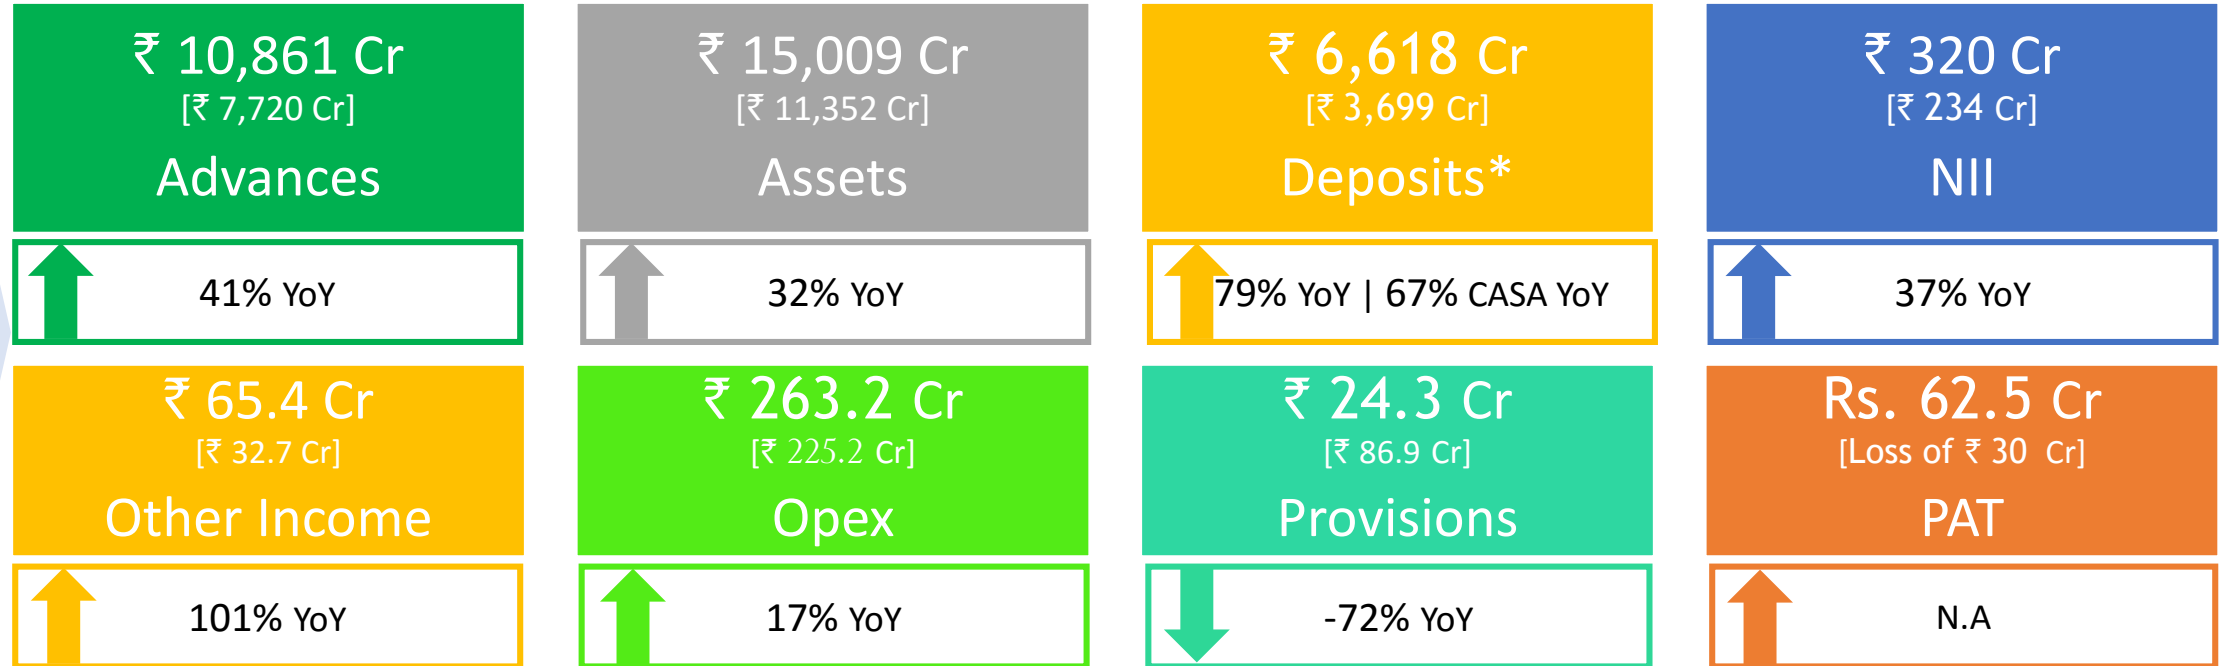 ₹ 10,861 Cr
[₹ 7,720 Cr]
Advances
41% YoY
₹ 15,009 Cr
[₹ 11,352 Cr]
Assets
32% YoY
₹ 6,618 Cr
[₹ 3,699 Cr]
Deposits*
79% YoY | 67% CASA YoY
₹ 320 Cr
[₹ 234 Cr]
NII
37% YoY
₹ 65.4 Cr
[₹ 32.7 Cr]
Other Income
101% YoY
₹ 263.2 Cr
[₹ 225.2 Cr]
Opex
17% YoY
₹ 24.3 Cr
[₹ 86.9 Cr]
Provisions
-72% YoY
Rs. 62.5 Cr
[Loss of ₹ 30 Cr]
PAT
N.A